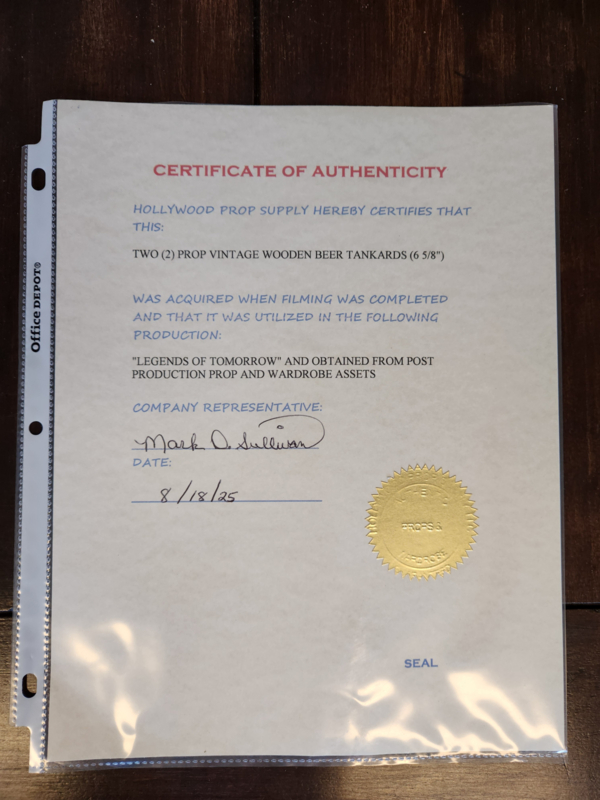 CERTIFICATE OF AUTHENTICITY
HOLLYWOOD PROP SUPPLY HEREBY CERTIFIES THAT
THIS:
TWO (2) PROP VINTAGE WOODEN BEER TANKARDS (6 5/8")
WAS ACQUIRED WHEN FILMING WAS COMPLETED
AND THAT IT WAS UTILIZED IN THE FOLLOWING
PRODUCTION:
"LEGENDS OF TOMORROW" AND OBTAINED FROM POST
PRODUCTION PROP AND WARDROBE ASSETS
COMPANY REPRESENTATIVE:
Mark D. Sullivan
DATE:
8/18/25
PROPS &
WARDROBE
SEAL
Office DEPOT®